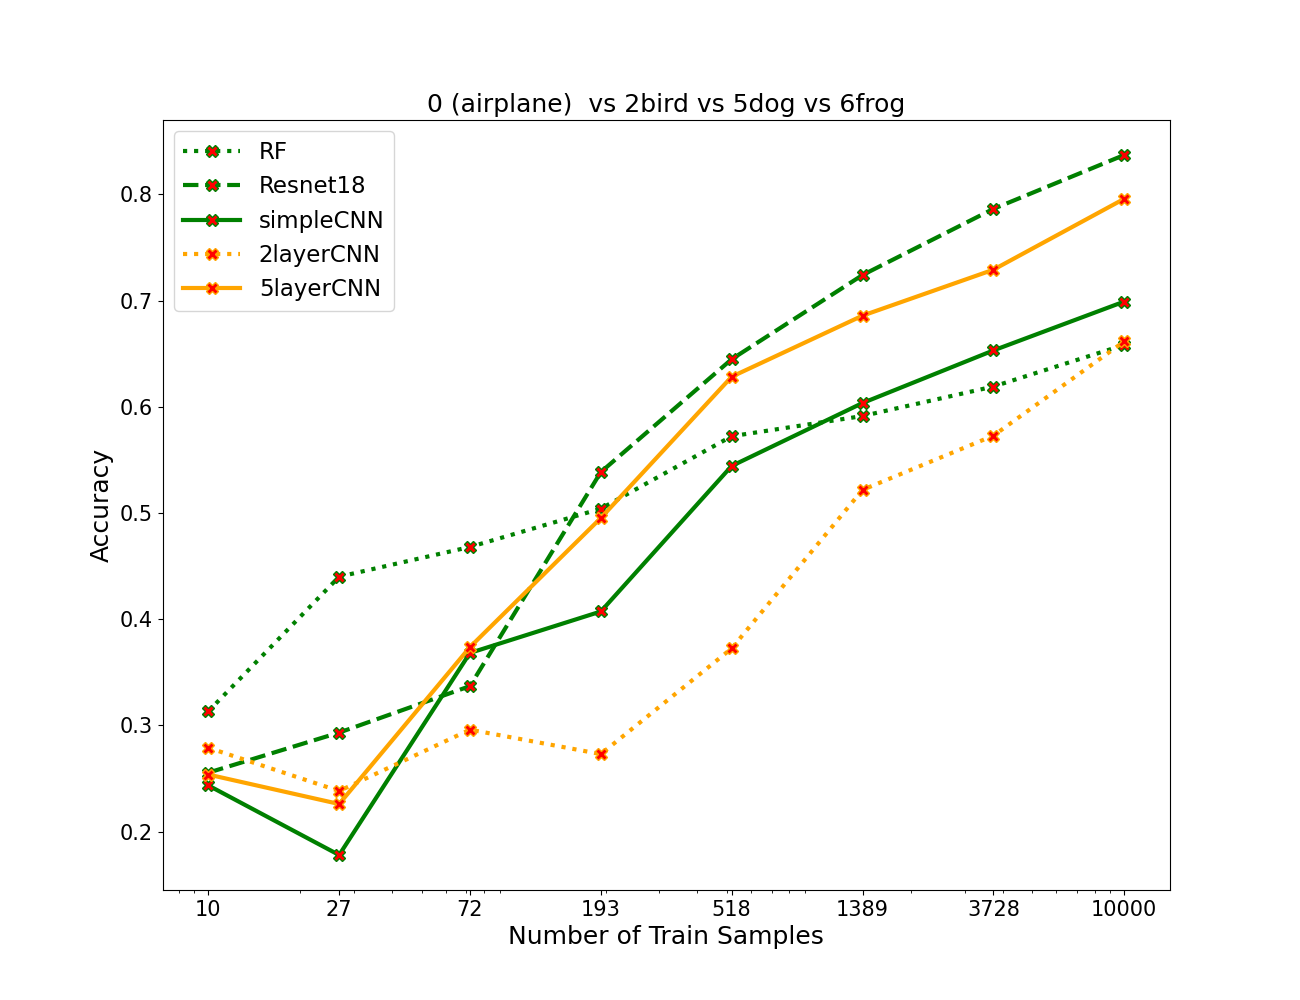 0 (airplane)  vs 2bird vs 5dog vs 6frog
RF
Resnet18
simpleCNN
2layerCNN
5layerCNN
Accuracy
0.8
0.7
0.6
0.5
0.4
0.3
0.2
10 27 72 193 518 1389 3728 10000
Number of Train Samples